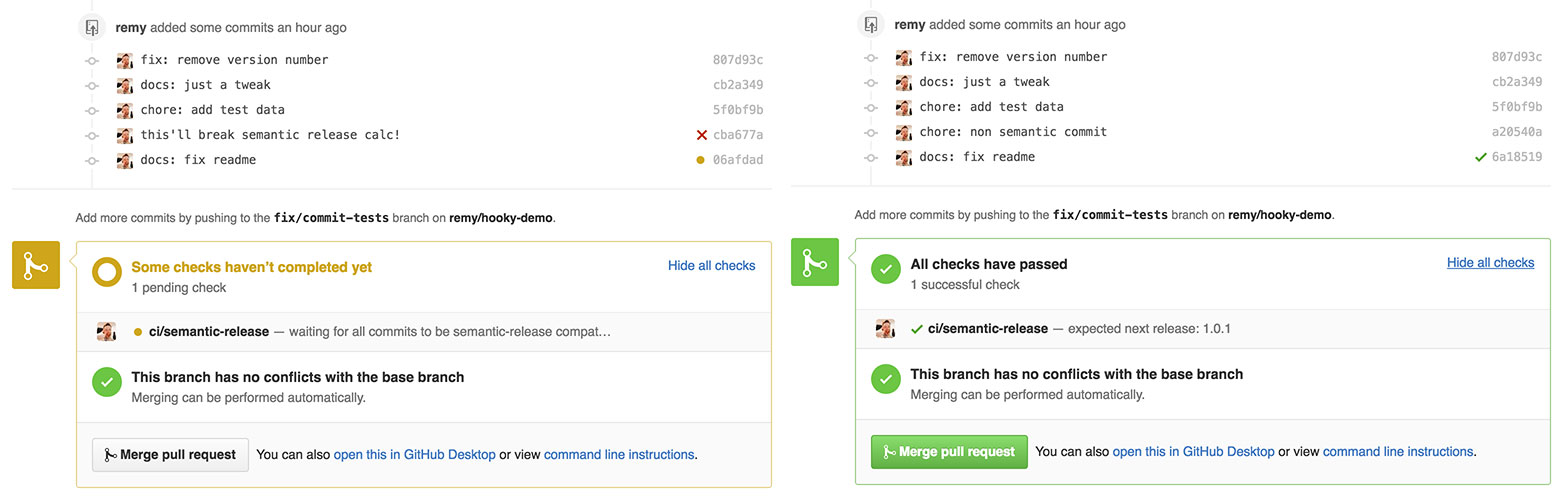 remy added some commits an hour ago
fix: remove version number 807d93c
docs: just a tweak cb2a349
chore: add test data 5f0bf9b
this'll break semantic release calc! cba677a
docs: fix readme 06afdad
Add more commits by pushing to the fix/commit-tests branch on remy/hooky-demo.
Some checks haven't completed yet Hide all checks
1 pending check
ci/semantic-release — waiting for all commits to be semantic-release compat…
This branch has no conflicts with the base branch
Merging can be performed automatically.
Merge pull request You can also open this in GitHub Desktop or view command line instructions.
remy added some commits an hour ago
fix: remove version number 807d93c
docs: just a tweak cb2a349
chore: add test data 5f0bf9b
chore: non semantic commit a20540a
docs: fix readme 6a18519
Add more commits by pushing to the fix/commit-tests branch on remy/hooky-demo.
All checks have passed Hide all checks
1 successful check
ci/semantic-release — expected next release: 1.0.1
This branch has no conflicts with the base branch
Merging can be performed automatically.
Merge pull request You can also open this in GitHub Desktop or view command line instructions.